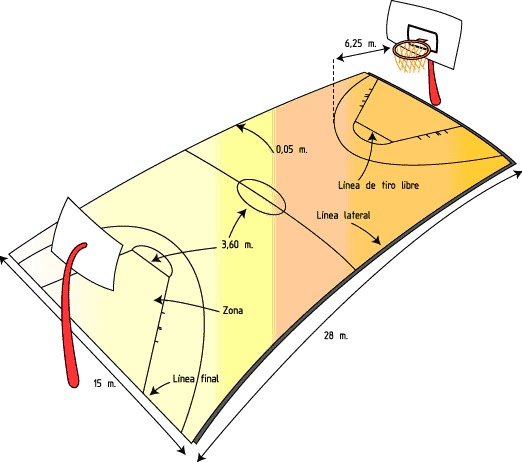 6,25 m.
0,05 m.
Línea de tiro libre
Línea lateral
3,60 m.
Zona
28 m.
Línea final
15 m.